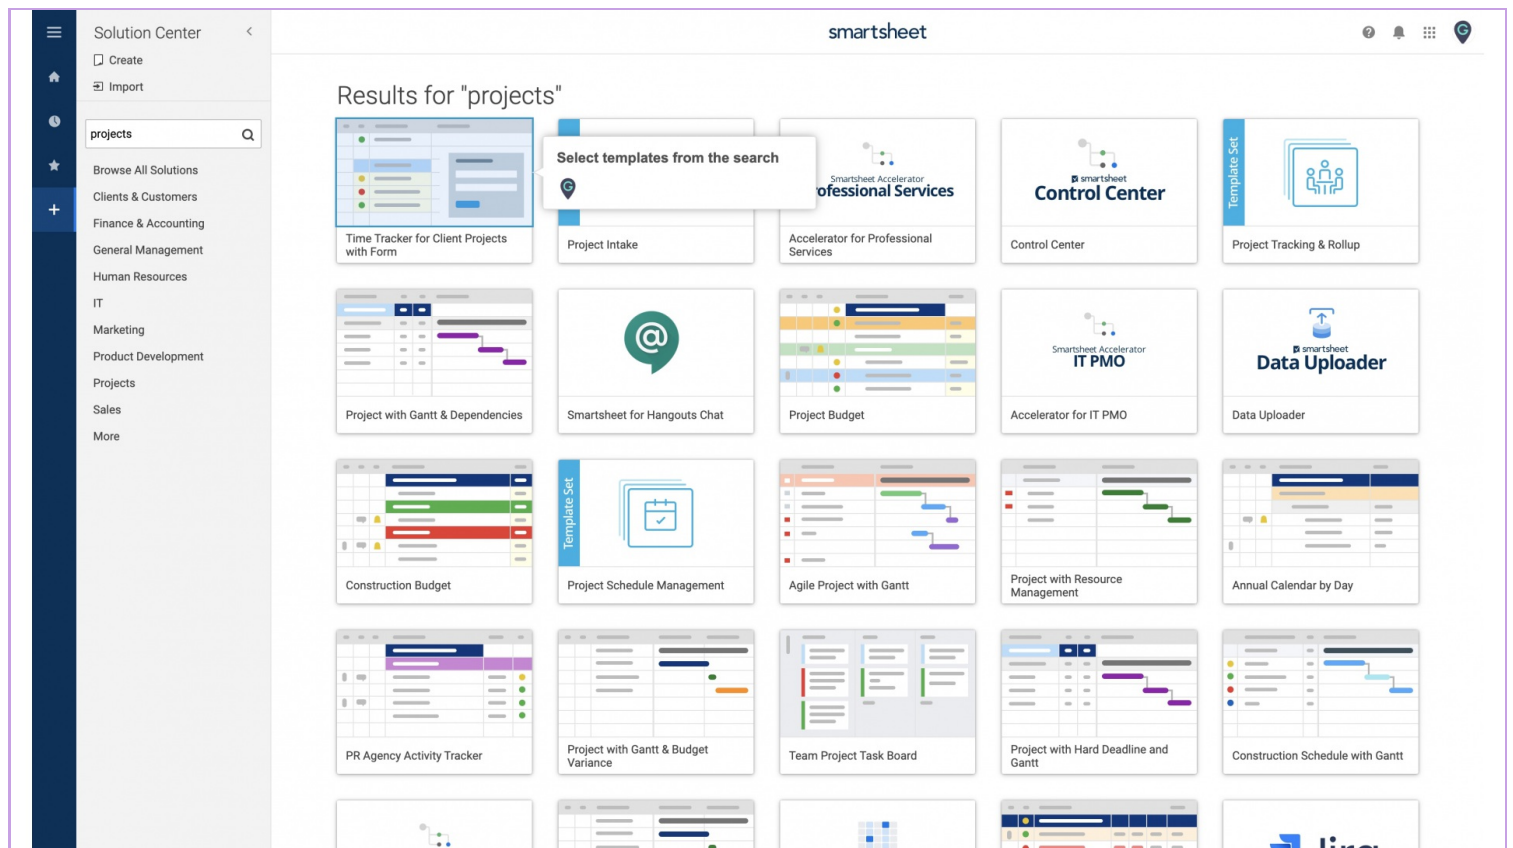 Solution Center
Create
Import
projects
Browse All Solutions
Clients & Customers
Finance & Accounting
General Management
Human Resources
IT
Marketing
Product Development
Projects
Sales
More
smartsheet
G
Results for "projects"
Select templates from the search
G
Smartsheet Accelerator
ofessional Services
smartsheet
Control Center
Template Set
Time Tracker for Client Projects
with Form
Project Intake
Accelerator for Professional
Services
Control Center
Project Tracking & Rollup
@
Smartsheet Accelerator
IT PMO
smartsheet
Data Uploader
Project with Gantt & Dependencies
Smartsheet for Hangouts Chat
Project Budget
Accelerator for IT PMO
Data Uploader
Template Set
Construction Budget
Project Schedule Management
Agile Project with Gantt
Project with Resource
Management
Annual Calendar by Day
PR Agency Activity Tracker
Project with Gantt & Budget
Variance
Team Project Task Board
Project with Hard Deadline and
Gantt
Construction Schedule with Gantt